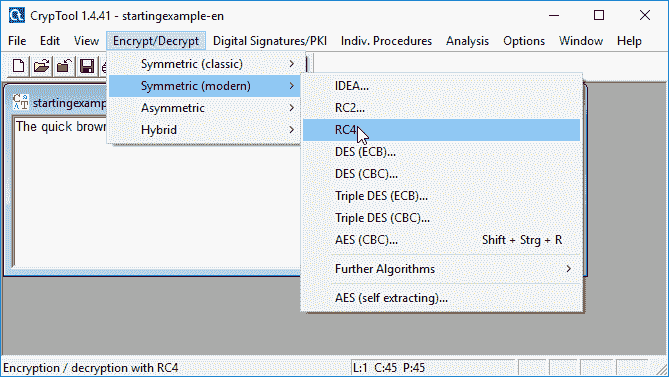 CrypTool 1.4.41 - startingexample-en
File Edit View Encrypt/Decrypt Digital Signatures/PKI Indiv. Procedures Analysis Options Window Help
Symmetric (classic)
Symmetric (modern)
Asymmetric
Hybrid
IDEA...
RC2...
RC4
DES (ECB)...
DES (CBC)...
Triple DES (ECB)...
Triple DES (CBC)...
AES (CBC)... Shift + Strg + R
Further Algorithms
AES (self extracting)...
startingexamp
The quick brown
Encryption / decryption with RC4 L:1 C:45 P:45